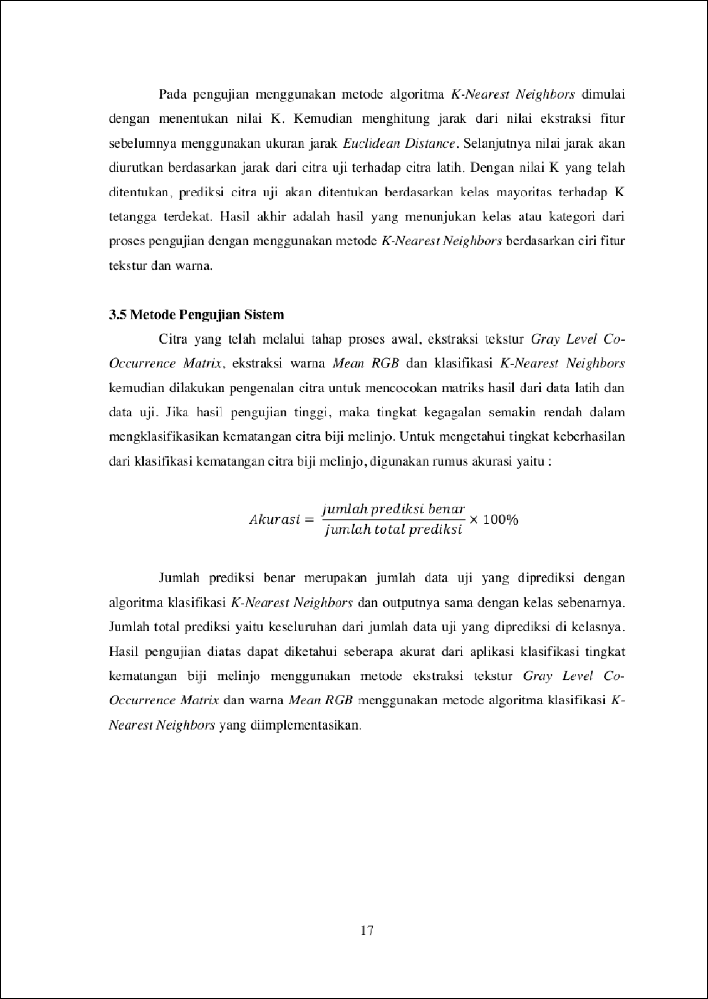 Pada pengujian menggunakan metode algoritma K-Nearest Neighbors dimulai
dengan menentukan nilai K. Kemudian menghitung jarak dari nilai ekstraksi fitur
sebelumnya menggunakan ukuran jarak Euclidean Distance. Selanjutnya nilai jarak akan
diurutkan berdasarkan jarak dari citra uji terhadap citra latih. Dengan nilai K yang telah
ditentukan, prediksi citra uji akan ditentukan berdasarkan kelas mayoritas terhadap K
tetangga terdekat. Hasil akhir adalah hasil yang menunjukan kelas atau kategori dari
proses pengujian dengan menggunakan metode K-Nearest Neighbors berdasarkan ciri fitur
tekstur dan warna.
3.5 Metode Pengujian Sistem
Citra yang telah melalui tahap proses awal, ekstraksi tekstur Gray Level Co-
Occurrence Matrix, ekstraksi warna Mean RGB dan klasifikasi K-Nearest Neighbors
kemudian dilakukan pengenalan citra untuk mencocokan matriks hasil dari data latih dan
data uji. Jika hasil pengujian tinggi, maka tingkat kegagalan semakin rendah dalam
mengklasifikasikan kematangan citra biji melinjo. Untuk mengetahui tingkat keberhasilan
dari klasifikasi kematangan citra biji melinjo, digunakan rumus akurasi yaitu :
jumlah prediksi benar
Akurasi = × 100%
jumlah total prediksi
Jumlah prediksi benar merupakan jumlah data uji yang diprediksi dengan
algoritma klasifikasi K-Nearest Neighbors dan outputnya sama dengan kelas sebenarnya.
Jumlah total prediksi yaitu keseluruhan dari jumlah data uji yang diprediksi di kelasnya.
Hasil pengujian diatas dapat diketahui seberapa akurat dari aplikasi klasifikasi tingkat
kematangan biji melinjo menggunakan metode ekstraksi tekstur Gray Level Co-
Occurrence Matrix dan warna Mean RGB menggunakan metode algoritma klasifikasi K-
Nearest Neighbors yang diimplementasikan.
17